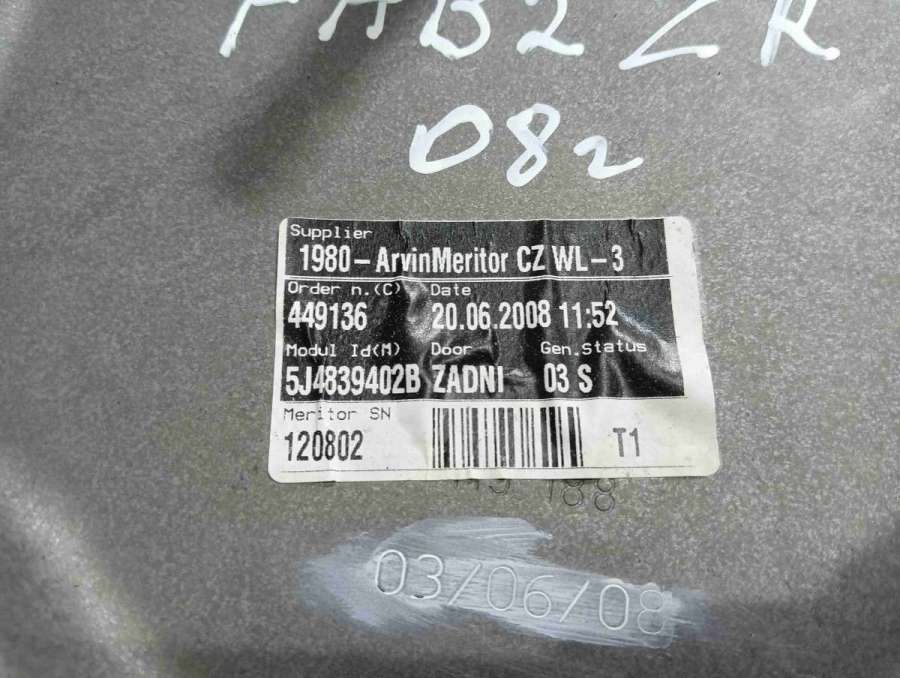 FAB2 ZR
082
Supplier
1980-ArvinMeritor CZ WL-3
Order n.(C) Date
449136 20.06.2008 11:52
Modul Id(M) Door Gen.Status
5J4839402B ZADNI 03 S
Meritor SN
120802 T1
188
03/06/08